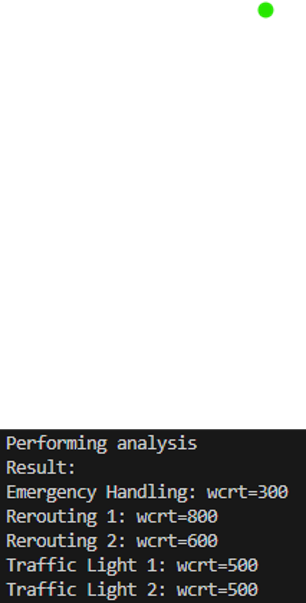 Performing analysis
Result:
Emergency Handling: wcrt=300
Rerouting 1: wcrt=800
Rerouting 2: wcrt=600
Traffic Light 1: wcrt=500
Traffic Light 2: wcrt=500